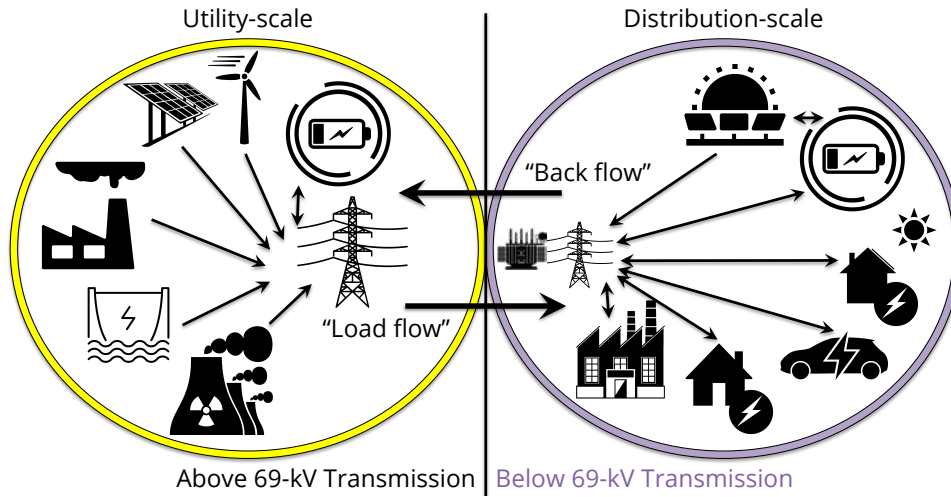 Utility-scale
Distribution-scale
“Back flow”
“Load flow”
Above 69-kV Transmission
Below 69-kV Transmission